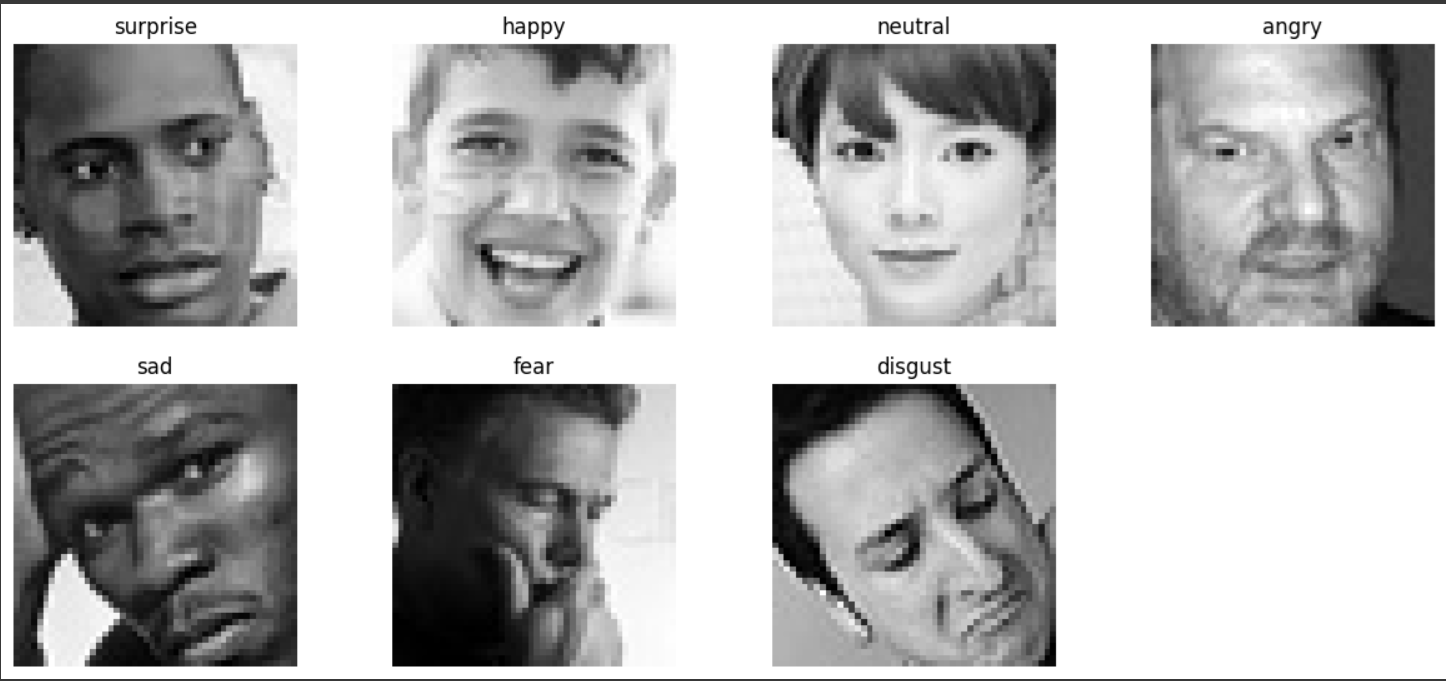 surprise
happy
neutral
angry
sad
fear
disgust